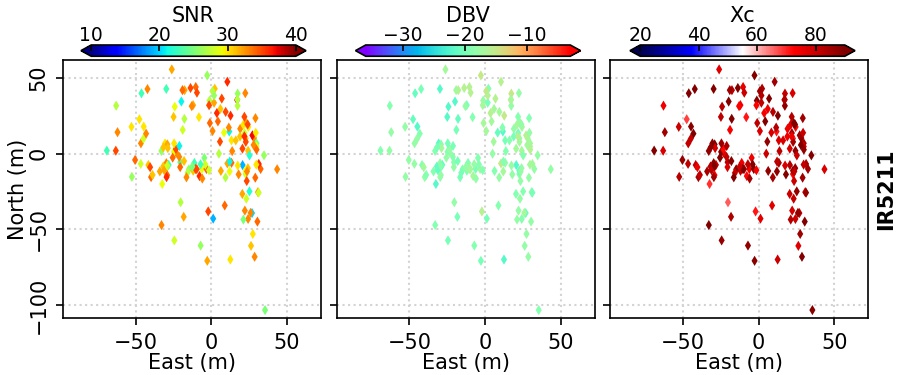 SNR DBV Xc
10 20 30 40 −30 −20 −10 20 40 60 80
50
0
−50
−100
North (m)
−50 0 50 −50 0 50 −50 0 50
East (m) East (m) East (m)
IR5211